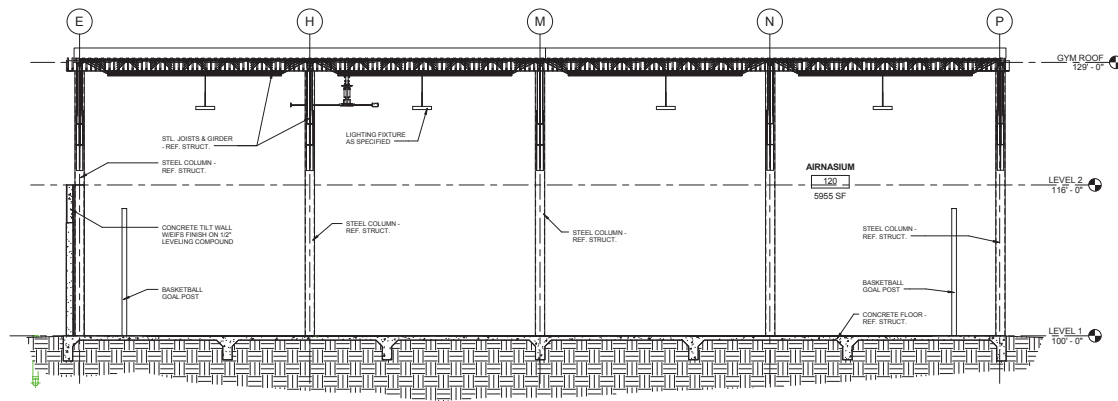 E
H
M
N
P
GYM ROOF
129' - 0"
STL. JOISTS & GIRDER
- REF. STRUCT.
LIGHTING FIXTURE
AS SPECIFIED
STEEL COLUMN -
REF. STRUCT.
AIRNASIUM
120
5955 SF
LEVEL 2
116' - 0"
CONCRETE TILT WALL
W/EIFS FINISH ON 1/2"
LEVELING COMPOUND
STEEL COLUMN -
REF. STRUCT.
STEEL COLUMN -
REF. STRUCT.
STEEL COLUMN -
REF. STRUCT.
BASKETBALL
GOAL POST
BASKETBALL
GOAL POST
CONCRETE FLOOR -
REF. STRUCT.
LEVEL 1
100' - 0"